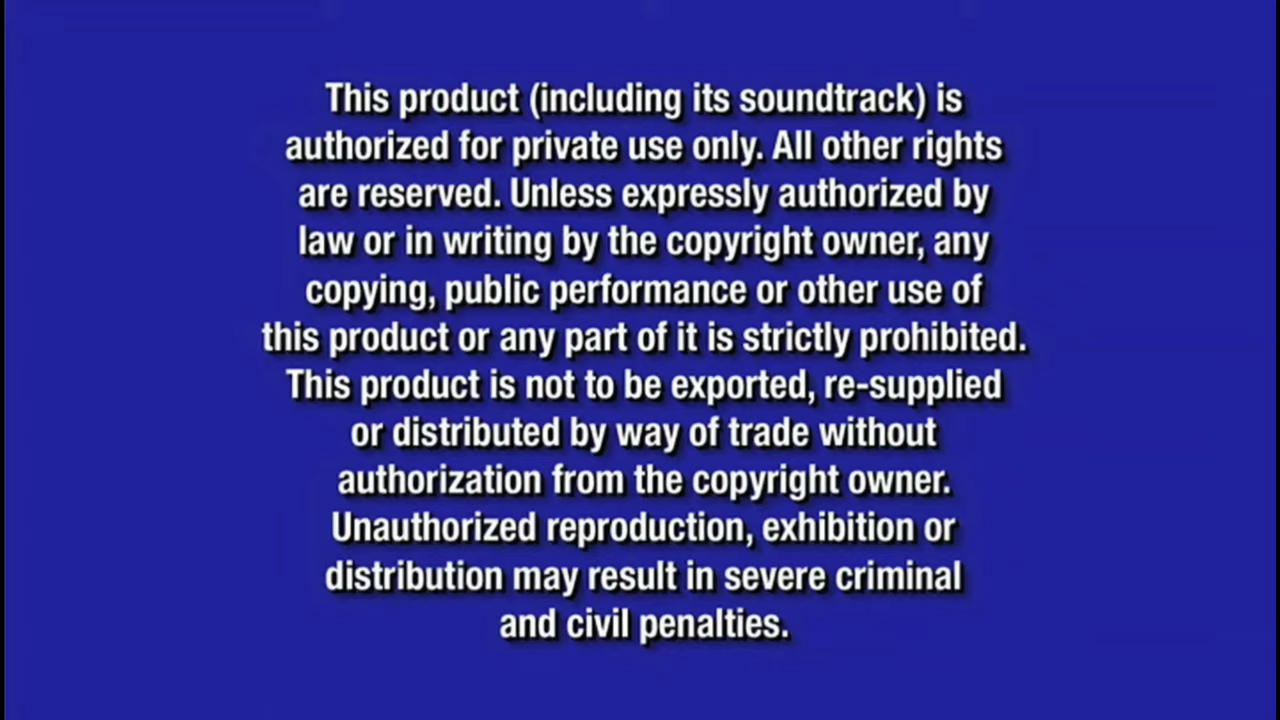 This product (including its soundtrack) is
authorized for private use only. All other rights
are reserved. Unless expressly authorized by
law or in writing by the copyright owner, any
copying, public performance or other use of
this product or any part of it is strictly prohibited.
This product is not to be exported, re-supplied
or distributed by way of trade without
authorization from the copyright owner.
Unauthorized reproduction, exhibition or
distribution may result in severe criminal
and civil penalties.